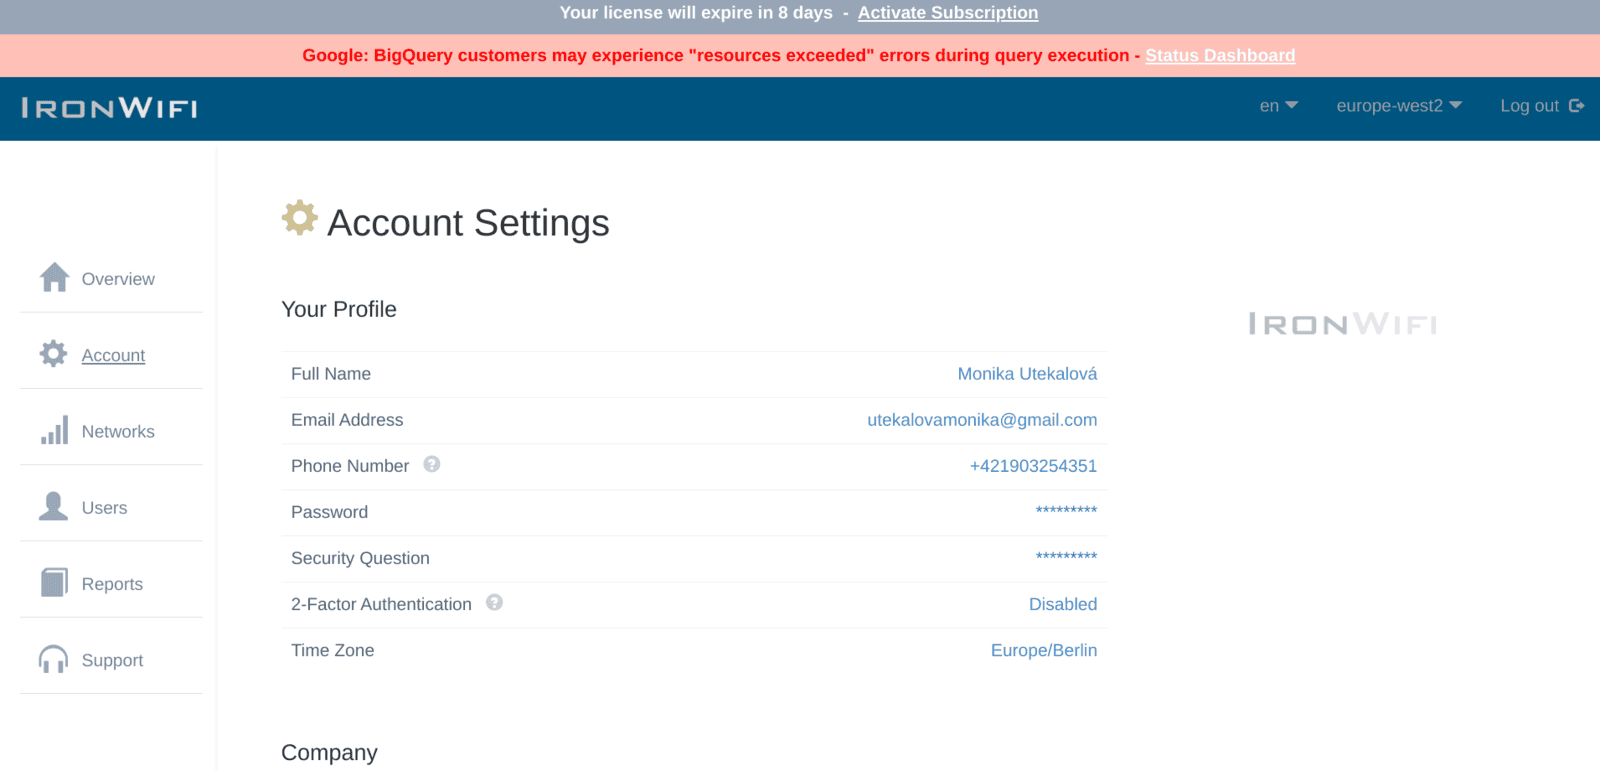 Your license will expire in 8 days - Activate Subscription
Google: BigQuery customers may experience "resources exceeded" errors during query execution - Status Dashboard
IRONWIFI
en
europe-west2
Log out
Account Settings
Overview
Account
Networks
Users
Reports
Support
Your Profile
IRONWIFI
Full Name Monika Utekalová
Email Address utekalovamonika@gmail.com
Phone Number ? +421903254351
Password *********
Security Question *********
2-Factor Authentication ? Disabled
Time Zone Europe/Berlin
Company